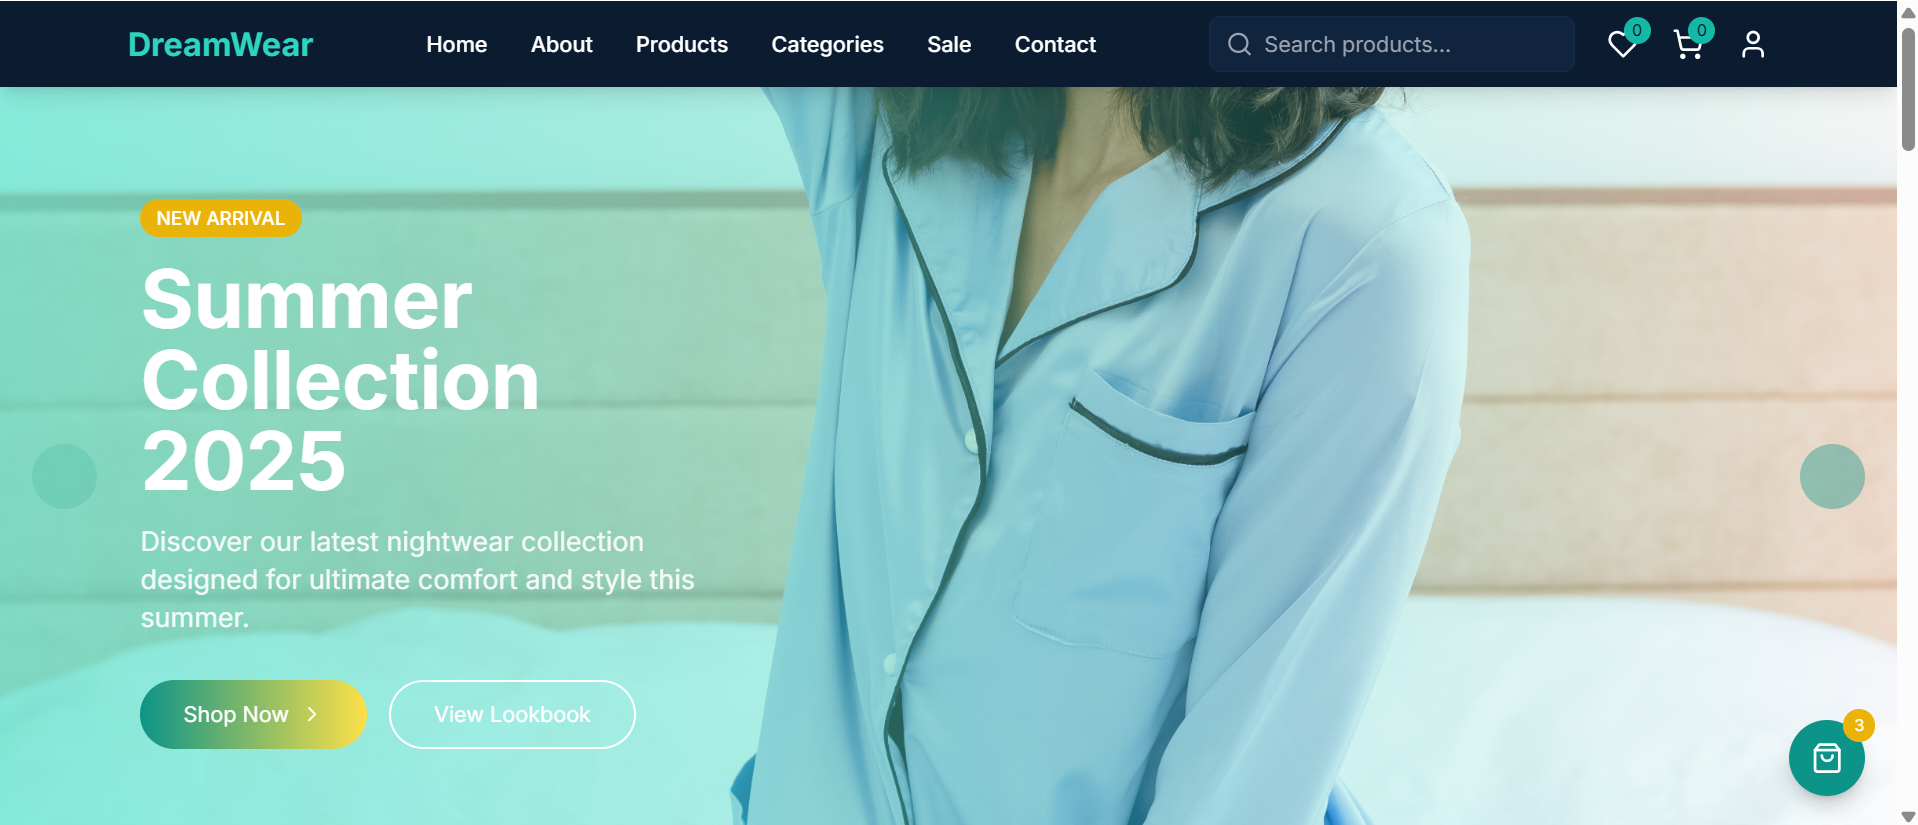 DreamWear
Home About Products Categories Sale Contact
Search products...
0 0
NEW ARRIVAL
Summer
Collection
2025
Discover our latest nightwear collection
designed for ultimate comfort and style this
summer.
Shop Now View Lookbook
3